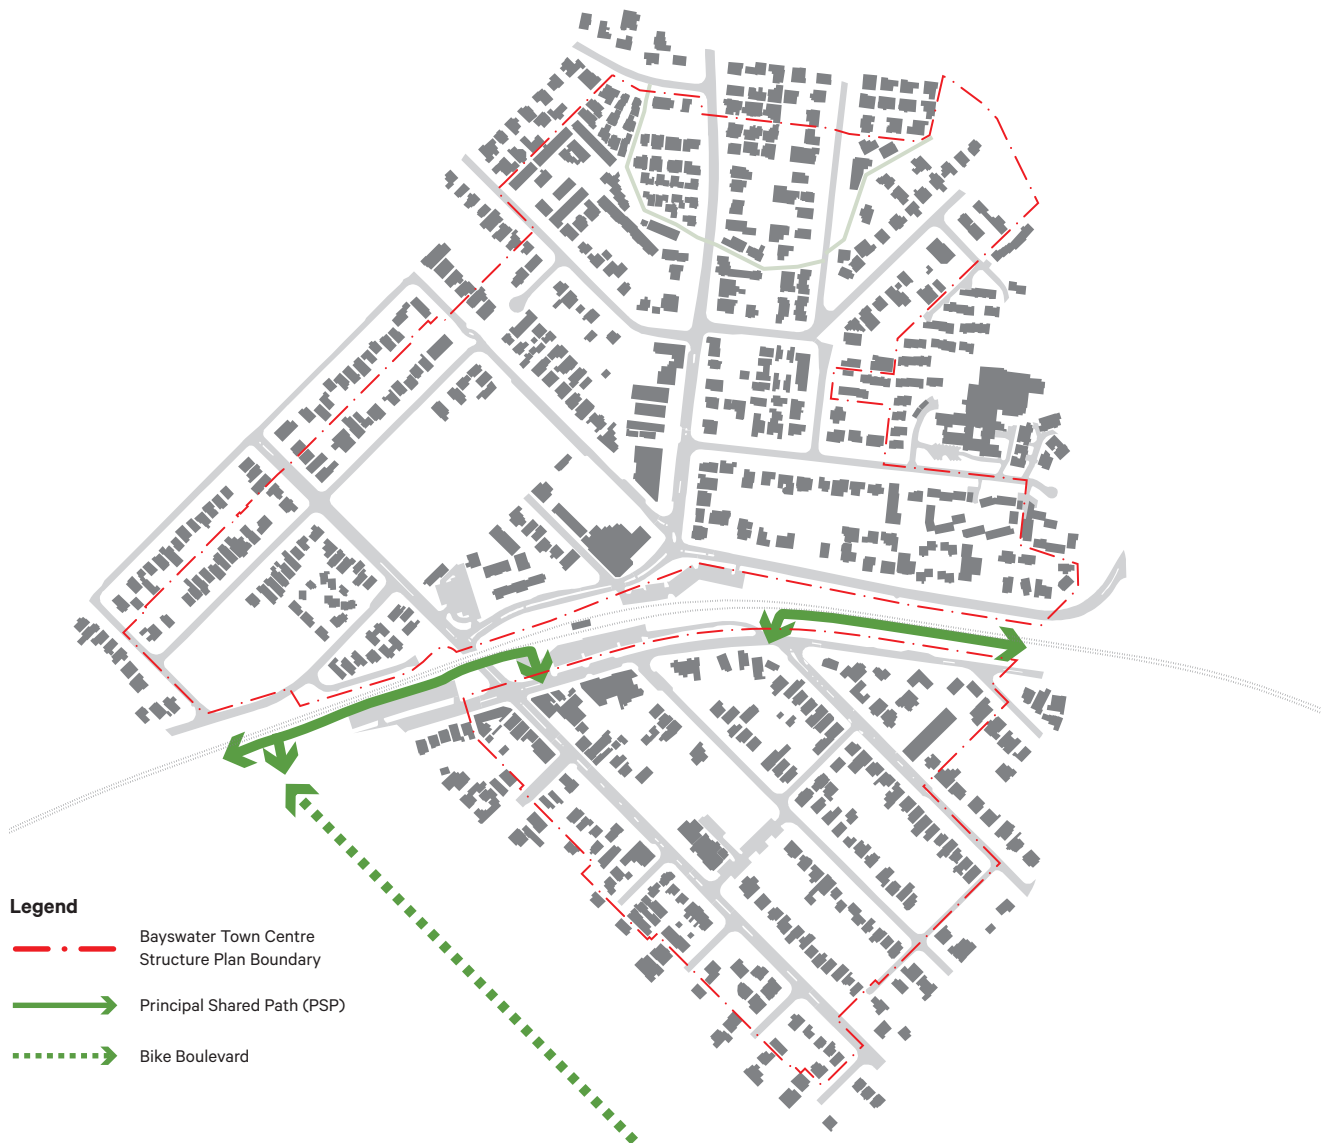 Legend
Bayswater Town Centre
Structure Plan Boundary
Principal Shared Path (PSP)
Bike Boulevard